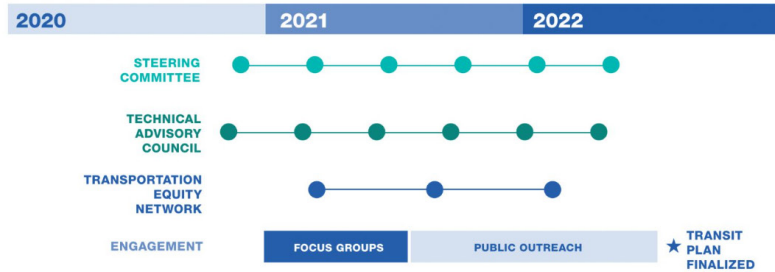 2020 2021 2022
STEERING
COMMITTEE
TECHNICAL
ADVISORY
COUNCIL
TRANSPORTATION
EQUITY
NETWORK
ENGAGEMENT FOCUS GROUPS PUBLIC OUTREACH
TRANSIT
PLAN
FINALIZED